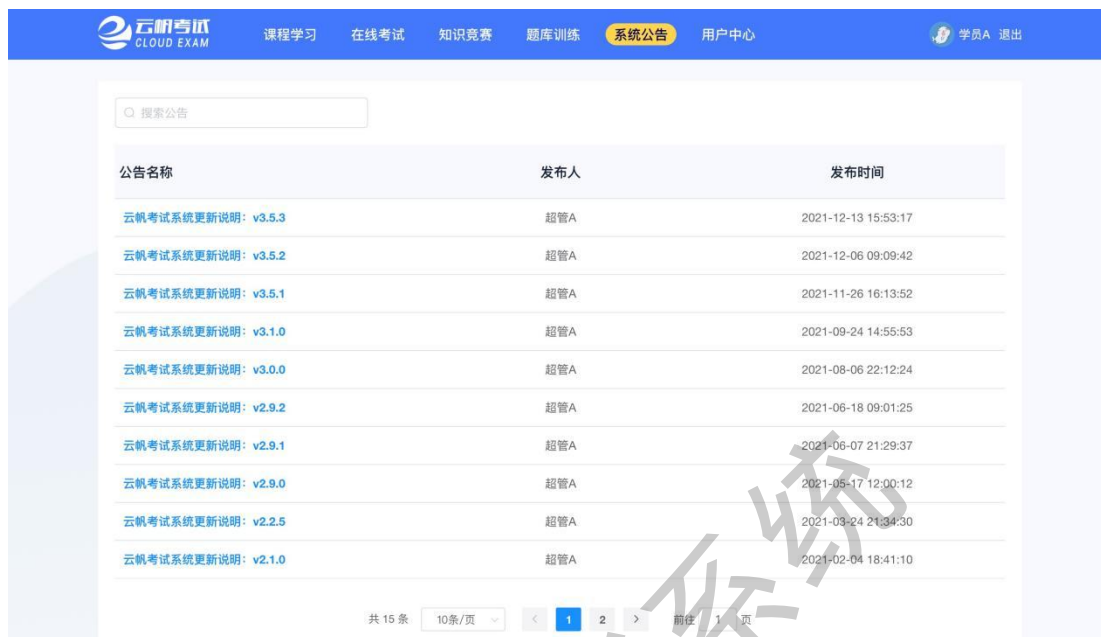 云帆考试
CLOUD EXAM
课程学习 在线考试 知识竞赛 题库训练 系统公告 用户中心 学员A 退出
搜索公告
公告名称 发布人 发布时间
云帆考试系统更新说明：v3.5.3 超管A 2021-12-13 15:53:17
云帆考试系统更新说明：v3.5.2 超管A 2021-12-06 09:09:42
云帆考试系统更新说明：v3.5.1 超管A 2021-11-26 16:13:52
云帆考试系统更新说明：v3.1.0 超管A 2021-09-24 14:55:53
云帆考试系统更新说明：v3.0.0 超管A 2021-08-06 22:12:24
云帆考试系统更新说明：v2.9.2 超管A 2021-06-18 09:01:25
云帆考试系统更新说明：v2.9.1 超管A 2021-06-07 21:29:37
云帆考试系统更新说明：v2.9.0 超管A 2021-05-17 12:00:12
云帆考试系统更新说明：v2.2.5 超管A 2021-03-24 21:34:30
云帆考试系统更新说明：v2.1.0 超管A 2021-02-04 18:41:10
共 15 条 10条/页 < 1 2 > 前往 1 页
系统